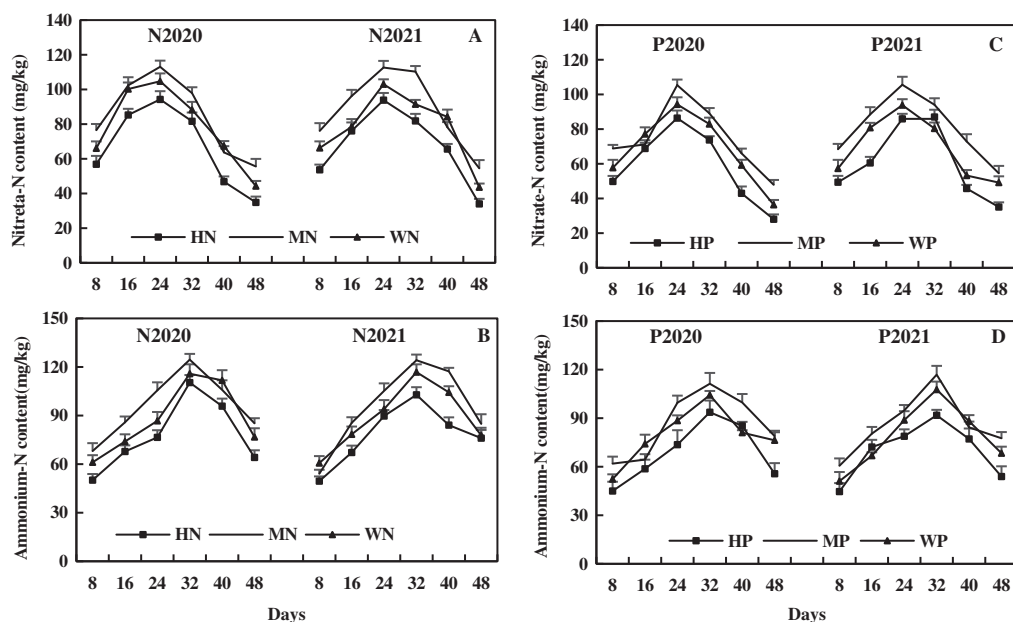 N2020 N2021 A
Nitreta-N content (mg/kg)
140
120
100
80
60
40
20
0
HN MN WN
8 16 24 32 40 48 8 16 24 32 40 48
P2020 P2021 C
Nitrate-N content (mg/kg)
140
120
100
80
60
40
20
0
HP MP WP
8 16 24 32 40 48 8 16 24 32 40 48
N2020 N2021 B
Ammonium-N content(mg/kg)
150
120
90
60
30
0
HN MN WN
8 16 24 32 40 48 8 16 24 32 40 48
Days
P2020 P2021 D
Ammonium-N content(mg/kg)
150
120
90
60
30
0
HP MP WP
8 16 24 32 40 48 8 16 24 32 40 48
Days